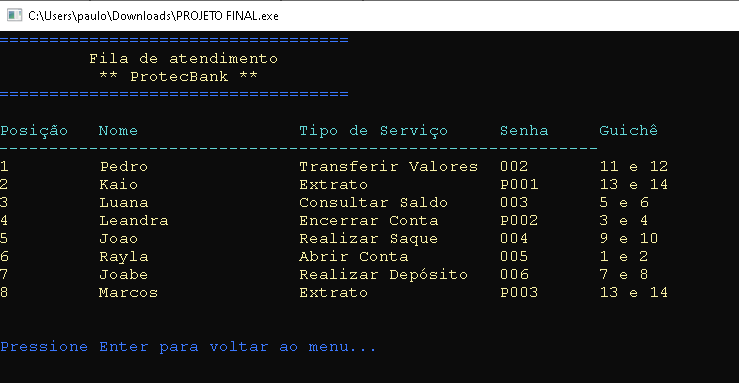 C:\Users\paulo\Downloads\PROJETO FINAL.exe
===================================
Fila de atendimento
** ProtecBank **
===================================
Posição Nome Tipo de Serviço Senha Guichê
------------------------------------------------------------
1 Pedro Transferir Valores 002 11 e 12
2 Kaio Extrato P001 13 e 14
3 Luana Consultar Saldo 003 5 e 6
4 Leandra Encerrar Conta P002 3 e 4
5 Joao Realizar Saque 004 9 e 10
6 Rayla Abrir Conta 005 1 e 2
7 Joabe Realizar Depósito 006 7 e 8
8 Marcos Extrato P003 13 e 14
Pressione Enter para voltar ao menu...